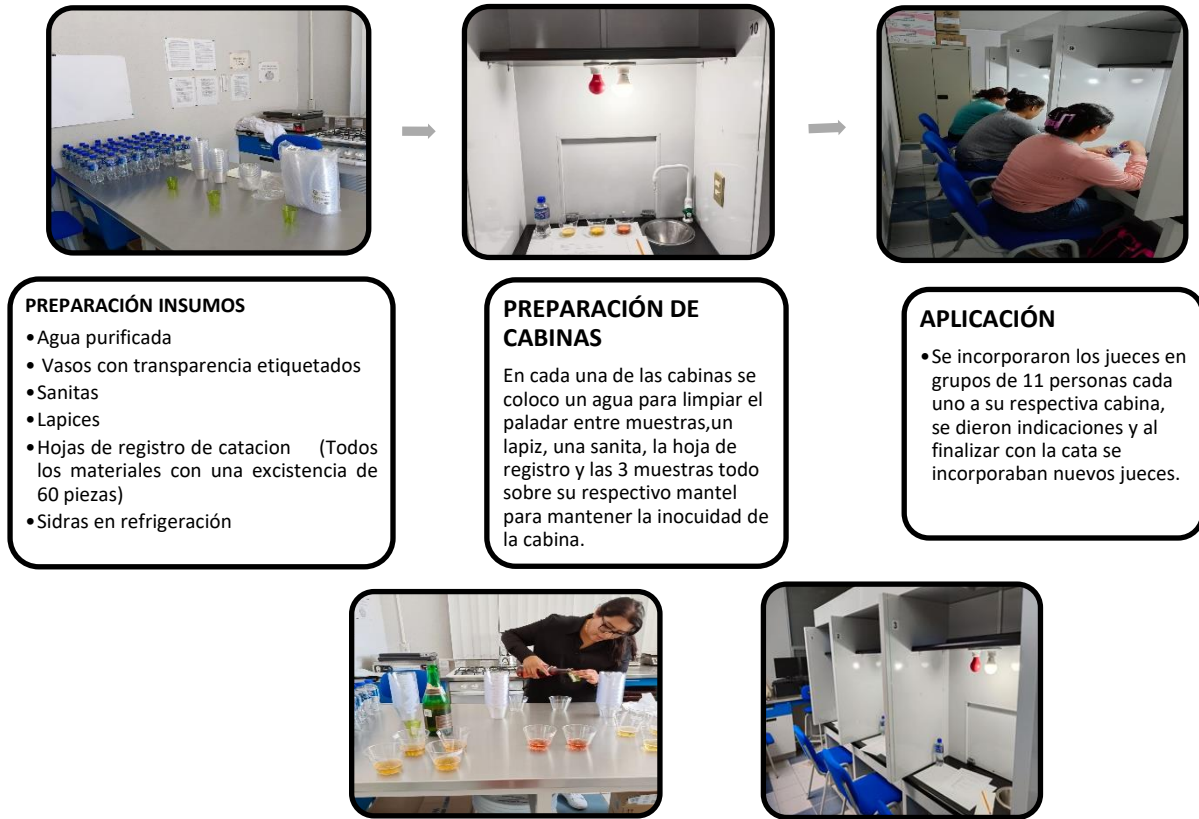 PREPARACIÓN INSUMOS
•Agua purificada
• Vasos con transparencia etiquetados
•Sanitas
•Lapices
•Hojas de registro de catacion (Todos
los materiales con una excistencia de
60 piezas)
•Sidras en refrigeración
PREPARACIÓN DE
CABINAS
En cada una de las cabinas se
coloco un agua para limpiar el
paladar entre muestras,un
lapiz, una sanita, la hoja de
registro y las 3 muestras todo
sobre su respectivo mantel
para mantener la inocuidad de
la cabina.
10
APLICACIÓN
•Se incorporaron los jueces en
grupos de 11 personas cada
uno a su respectiva cabina,
se dieron indicaciones y al
finalizar con la cata se
incorporaban nuevos jueces.
3